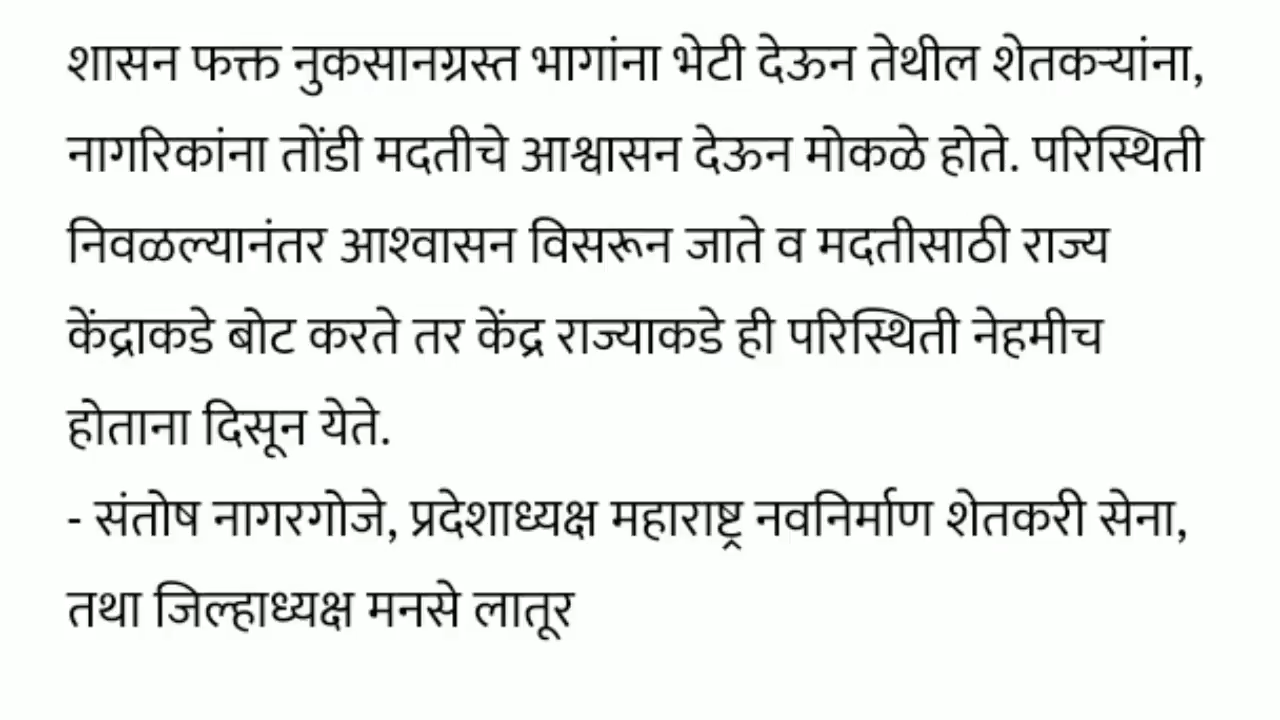 शासन फक्त नुकसानग्रस्त भागांना भेटी देऊन तेथील शेतकऱ्यांना,
नागरिकांना तोंडी मदतीचे आश्वासन देऊन मोकळे होते. परिस्थिती
निवळल्यानंतर आश्‍वासन विसरून जाते व मदतीसाठी राज्य
केंद्राकडे बोट करते तर केंद्र राज्याकडे ही परिस्थिती नेहमीच
होताना दिसून येते.
- संतोष नागरगोजे, प्रदेशाध्यक्ष महाराष्ट्र नवनिर्माण शेतकरी सेना,
तथा जिल्हाध्यक्ष मनसे लातूर